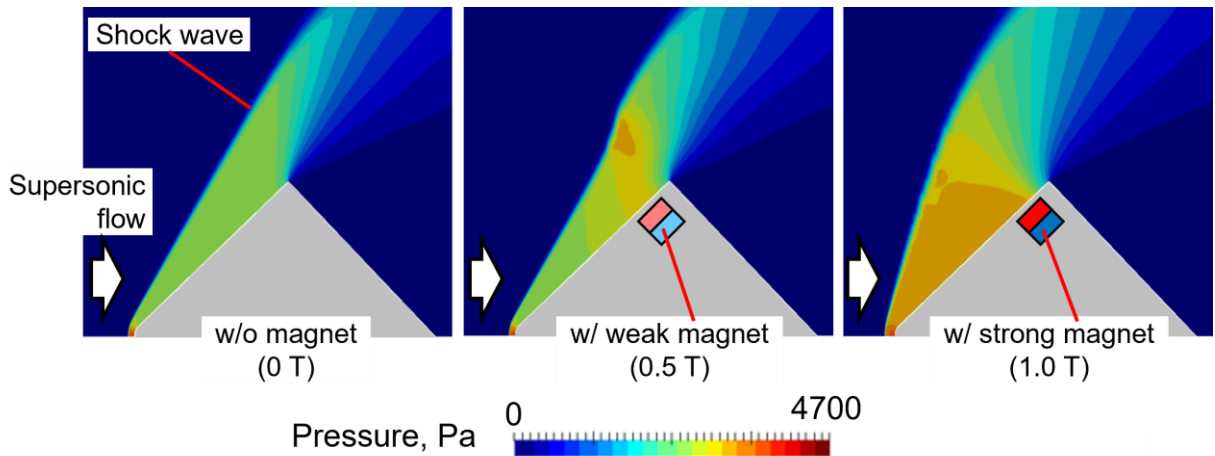 Shock wave
Supersonic
flow
w/o magnet
(0 T)
w/ weak magnet
(0.5 T)
w/ strong magnet
(1.0 T)
0
4700
Pressure, Pa